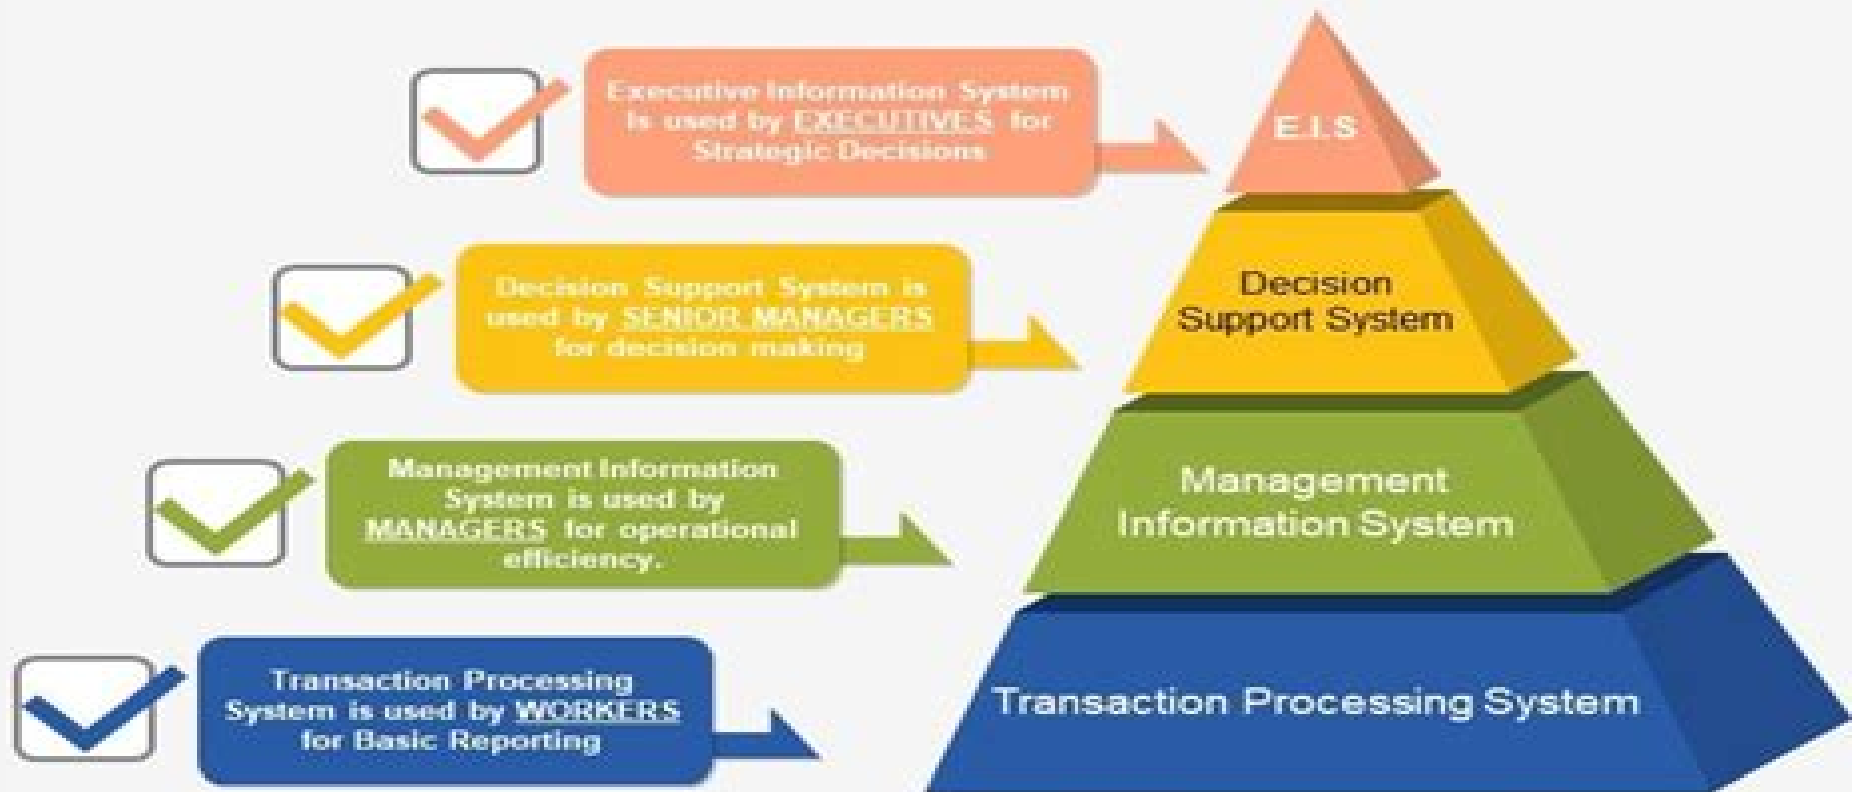 Executive Information System
Is used by EXECUTIVES for
Strategic Decisions
E.I.S
Decision Support System is
used by SENIOR MANAGERS
for decision making
Decision
Support System
Management Information
System is used by
MANAGERS for operational
efficiency.
Management
Information System
Transaction Processing
System is used by WORKERS
for Basic Reporting
Transaction Processing System